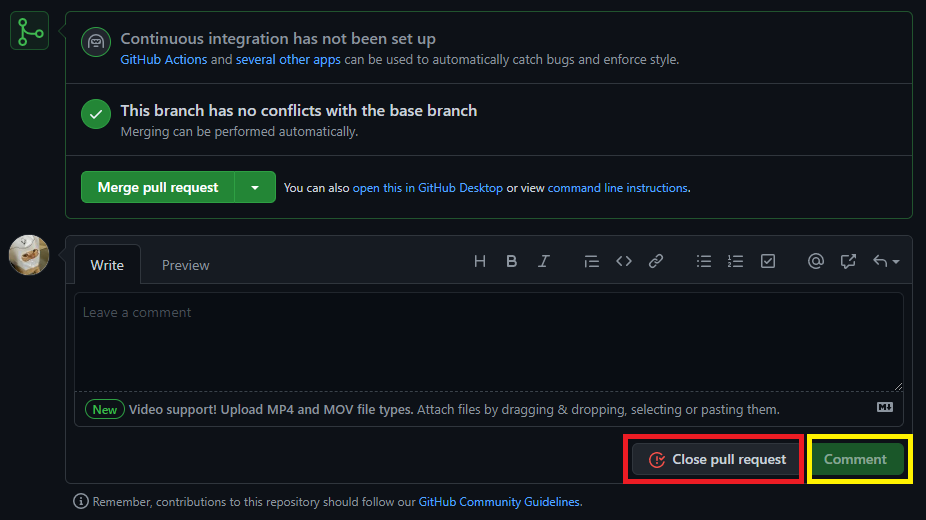 Continuous integration has not been set up
GitHub Actions and several other apps can be used to automatically catch bugs and enforce style.
This branch has no conflicts with the base branch
Merging can be performed automatically.
Merge pull request You can also open this in GitHub Desktop or view command line instructions.
Write Preview
Leave a comment
New Video support! Upload MP4 and MOV file types. Attach files by dragging & dropping, selecting or pasting them.
Close pull request Comment
Remember, contributions to this repository should follow our GitHub Community Guidelines.